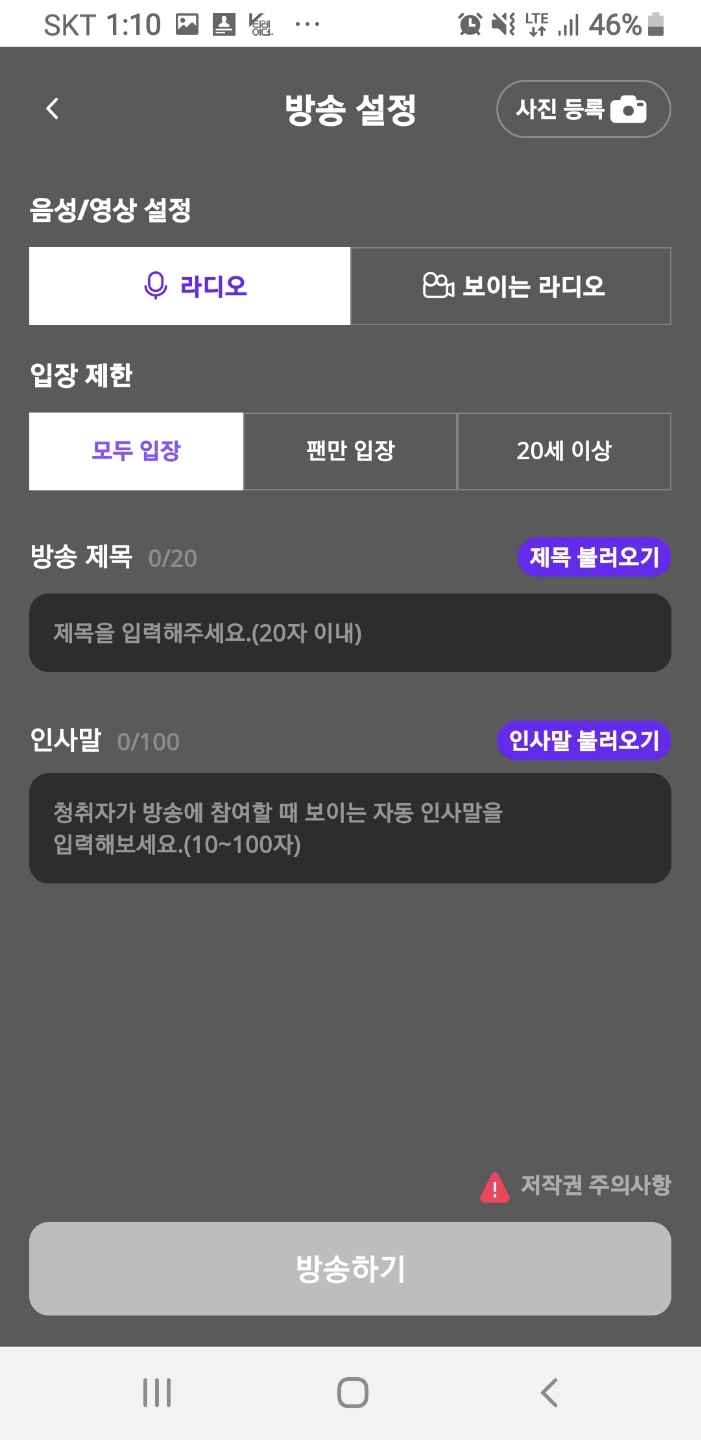 SKT 1:10 ... LTE 46%
방송 설정
사진 등록
음성/영상 설정
라디오 보이는 라디오
입장 제한
모두 입장 팬만 입장 20세 이상
방송 제목 0/20 제목 불러오기
제목을 입력해주세요.(20자 이내)
인사말 0/100 인사말 불러오기
청취자가 방송에 참여할 때 보이는 자동 인사말을
입력해보세요.(10~100자)
저작권 주의사항
방송하기